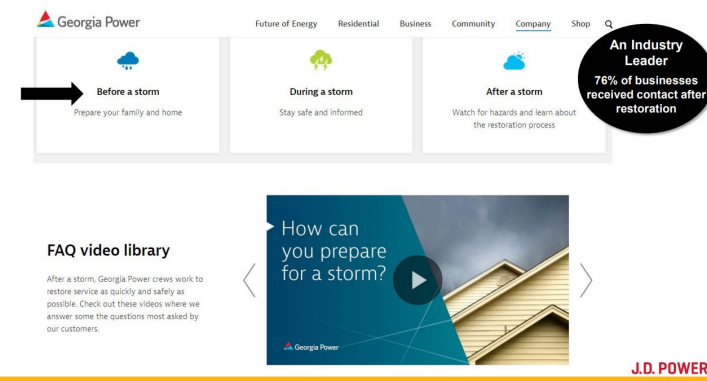 Georgia Power
Future of Energy Residential Business Community Company Shop
An Industry
Leader
76% of businesses
received contact after
restoration
Before a storm
Prepare your family and home
During a storm
Stay safe and informed
After a storm
Watch for hazards and learn about
the restoration process
FAQ video library
After a storm, Georgia Power crews work to
restore service as quickly and safely as
possible. Check out these videos where we
answer some the questions most asked by
our customers.
How can
you prepare
for a storm?
Georgia Power
J.D. POWER